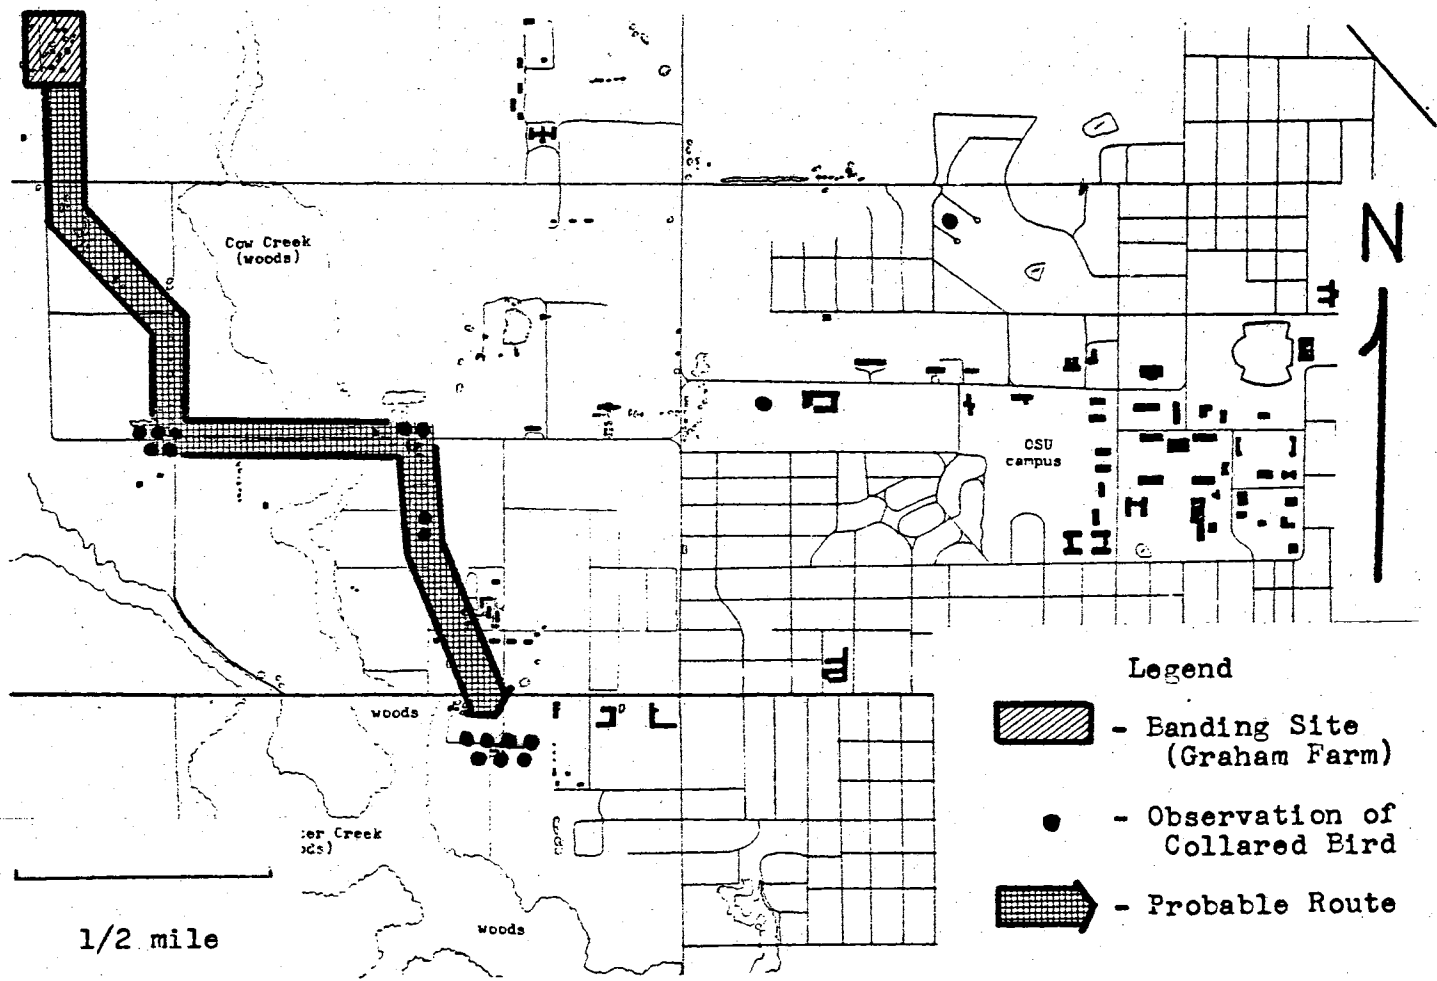 N
Cow Creek
(woods)
OSU
campus
woods
Creek
woods
1/2 mile
Legend
- Banding Site
(Graham Farm)
- Observation of
Collared Bird
- Probable Route